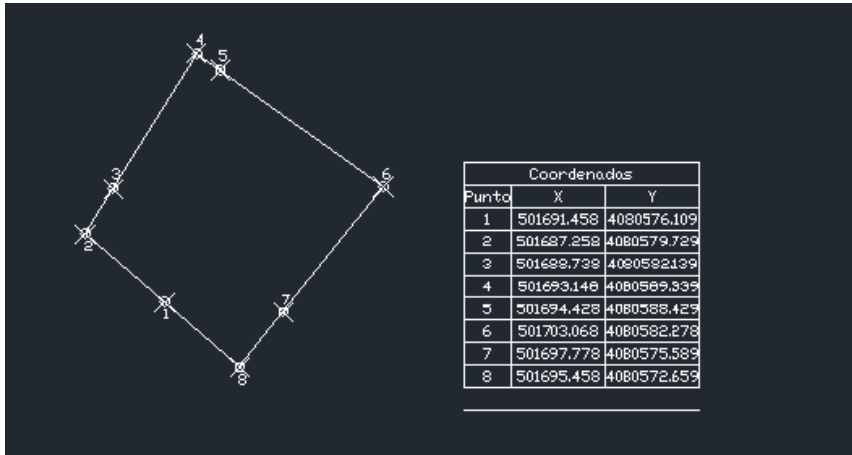 4
5
3
6
2
7
1
8
Coordenadas
Punto X Y
1 501691.458 4080576.109
2 501687.258 4080579.729
3 501688.738 4080582.139
4 501693.148 4080589.339
5 501694.428 4080588.429
6 501703.068 4080582.278
7 501697.778 4080575.589
8 501695.458 4080572.659